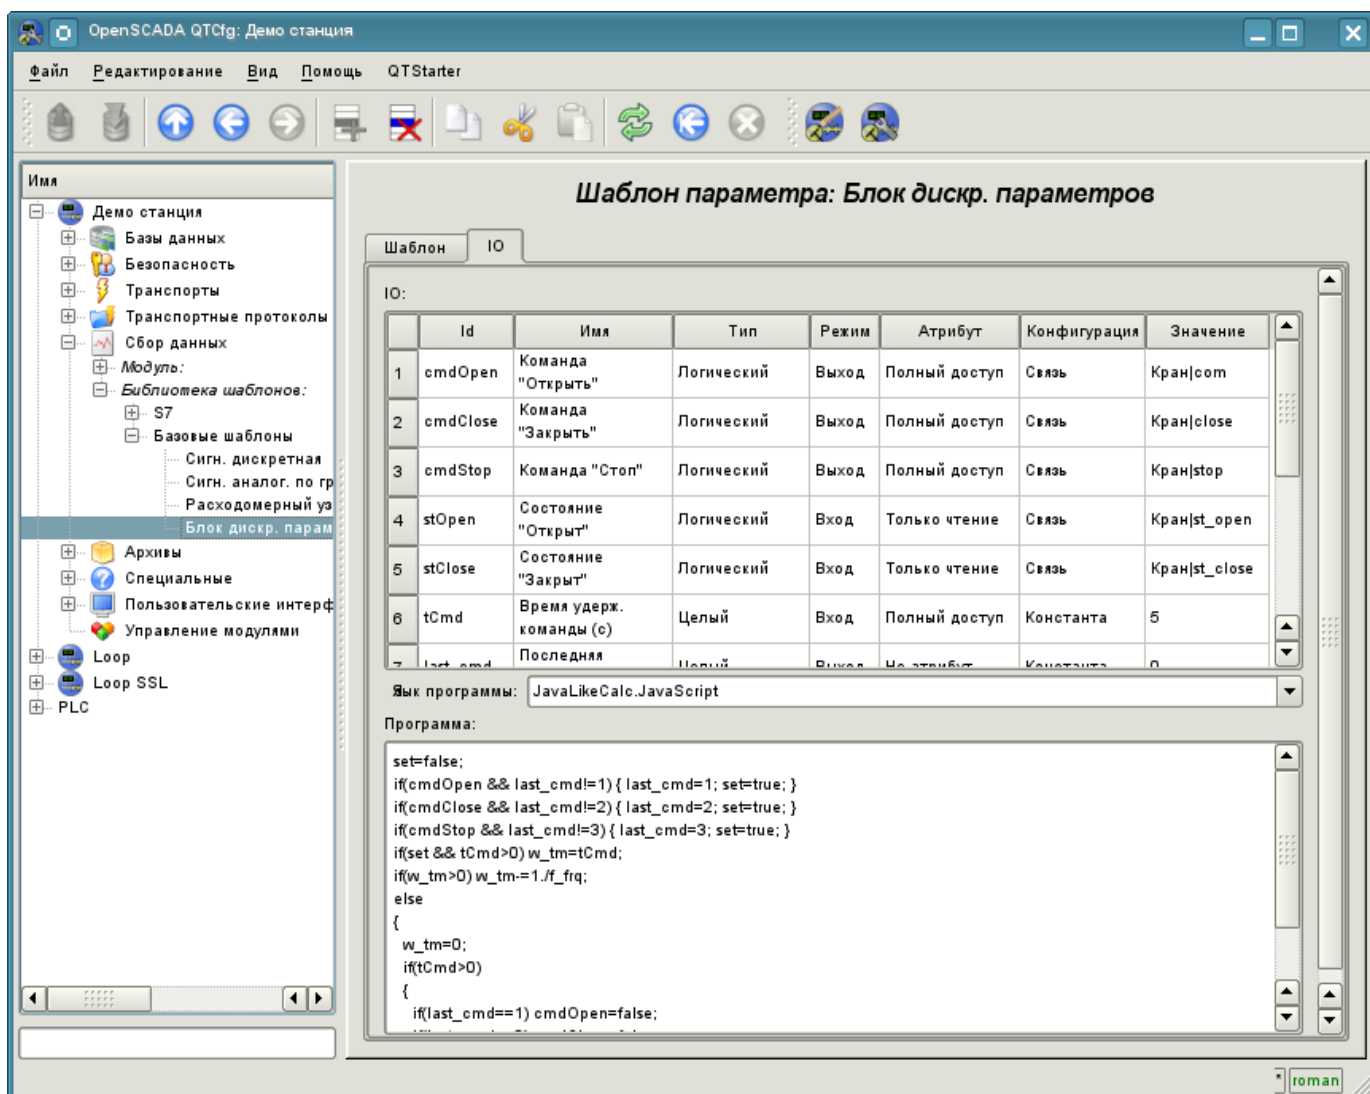 OpenSCADA QTCfg: Демо станция
Файл Редактирование Вид Помощь QTStarter
Имя
Демо станция
Базы данных
Безопасность
Транспорты
Транспортные протоколы
Сбор данных
Модуль:
Библиотека шаблонов:
S7
Базовые шаблоны
Сигн. дискретная
Сигн. аналог. по гр
Расходомерный уз
Блок дискр. парам
Архивы
Специальные
Пользовательские интерф
Управление модулями
Loop
Loop SSL
PLC
Шаблон параметра: Блок дискр. параметров
Шаблон IO
IO:
Id Имя Тип Режим Атрибут Конфигурация Значение
1 cmdOpen Команда "Открыть" Логический Выход Полный доступ Связь Кран|com
2 cmdClose Команда "Закрыть" Логический Выход Полный доступ Связь Кран|close
3 cmdStop Команда "Стоп" Логический Выход Полный доступ Связь Кран|stop
4 stOpen Состояние "Открыт" Логический Вход Только чтение Связь Кран|st_open
5 stClose Состояние "Закрыт" Логический Вход Только чтение Связь Кран|st_close
6 tCmd Время удерж. команды (с) Целый Вход Полный доступ Константа 5
7 last_cmd Последняя Целый Выход Не атрибут Константа 0
Язык программы: JavaLikeCalc.JavaScript
Программа:
set=false;
if(cmdOpen && last_cmd!=1) { last_cmd=1; set=true; }
if(cmdClose && last_cmd!=2) { last_cmd=2; set=true; }
if(cmdStop && last_cmd!=3) { last_cmd=3; set=true; }
if(set && tCmd>0) w_tm=tCmd;
if(w_tm>0) w_tm-=1./f_frq;
else
{
w_tm=0;
if(tCmd>0)
{
if(last_cmd==1) cmdOpen=false;
* roman